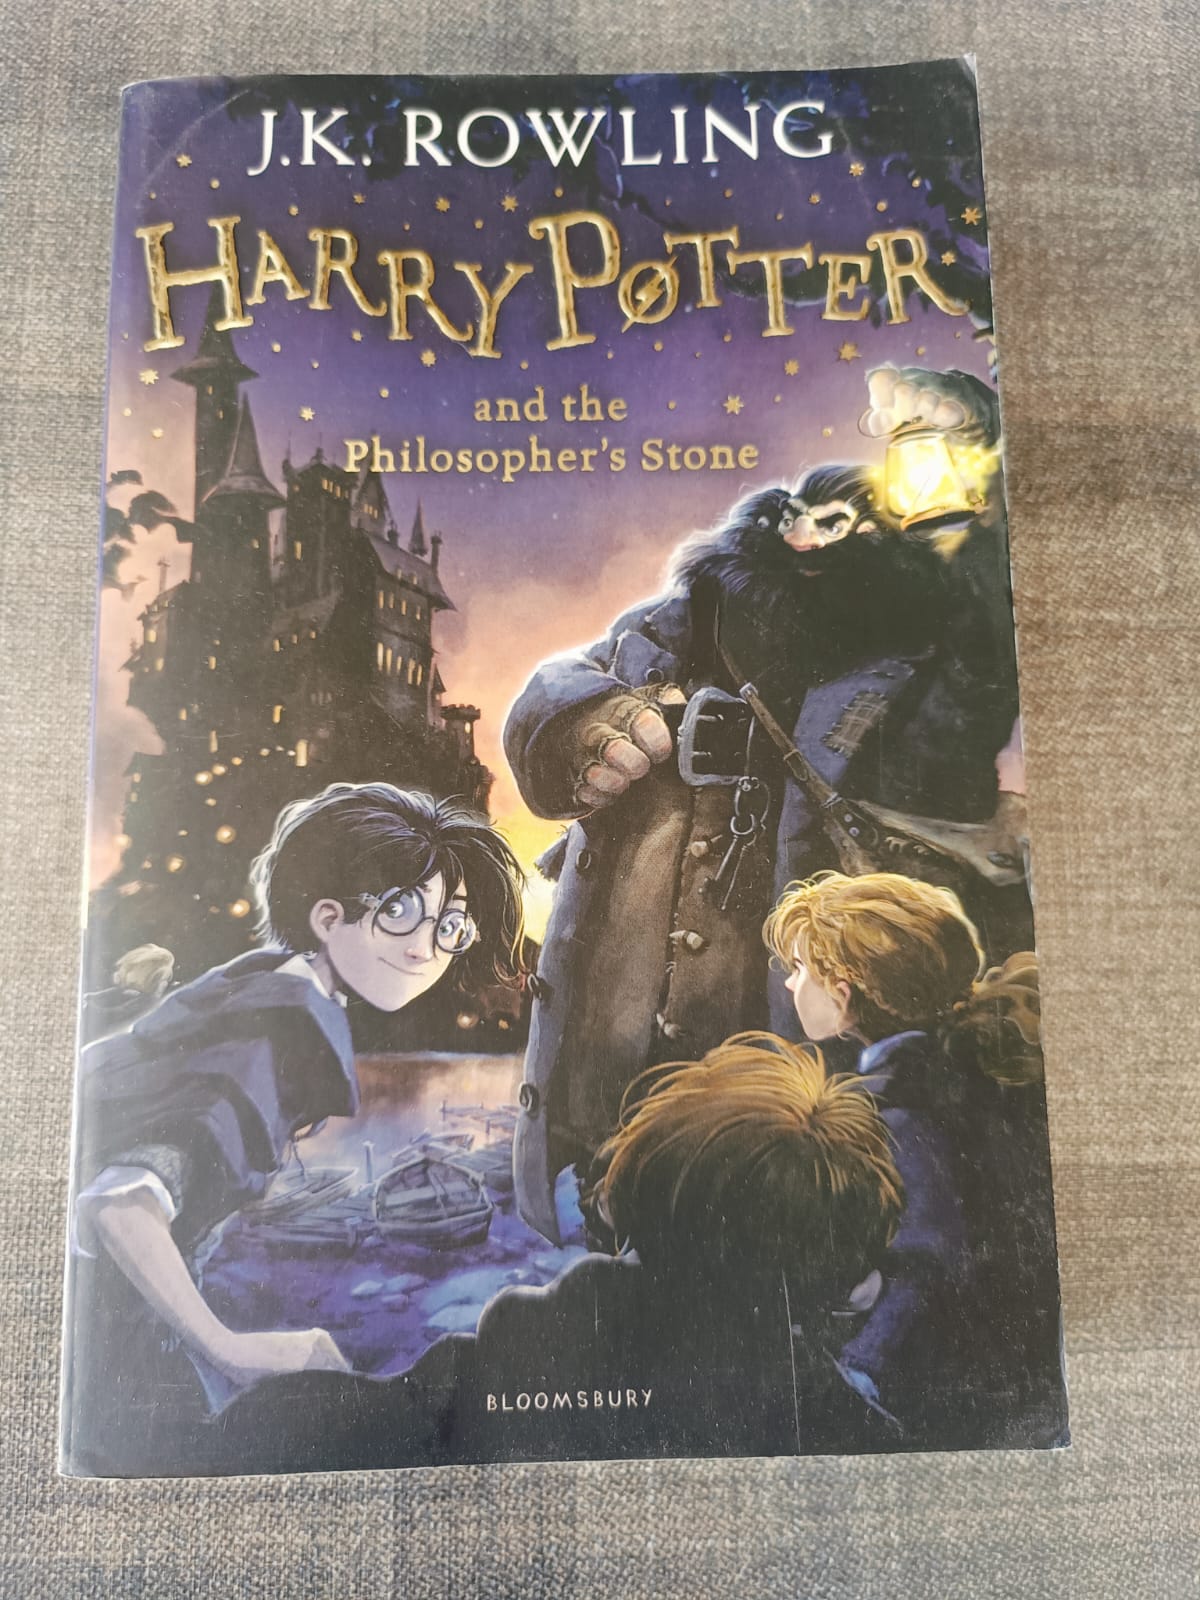 J.K. ROWLING
HARRY POTTER
and the
Philosopher's Stone
BLOOMSBURY